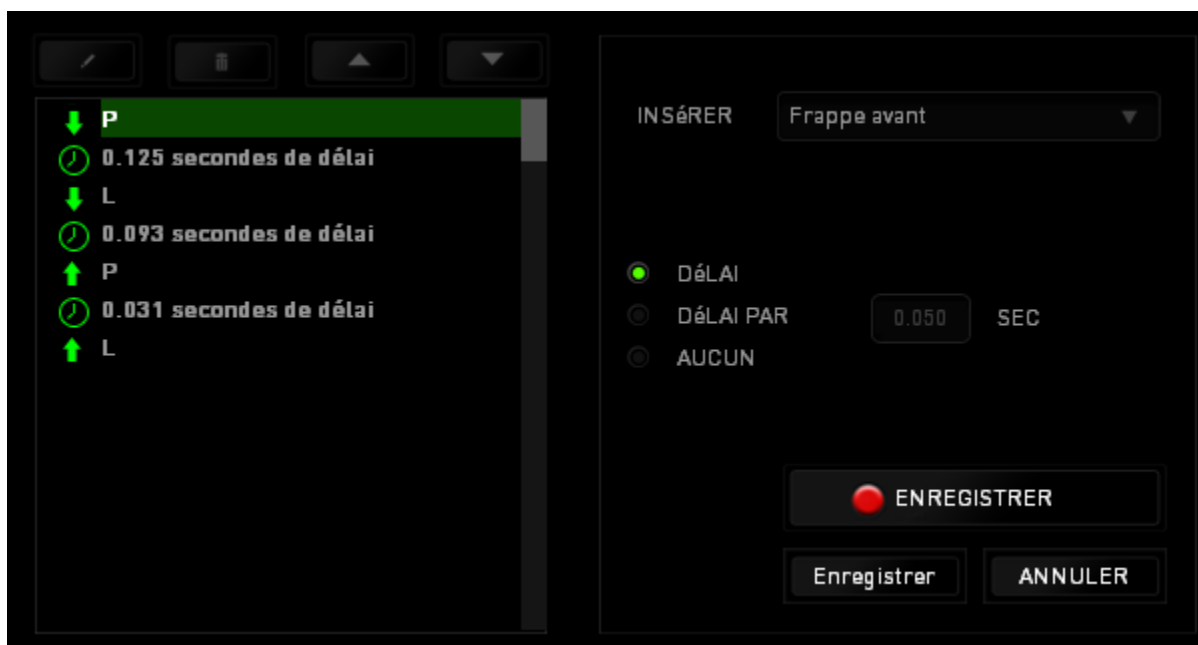 P
0.125 secondes de délai
L
0.093 secondes de délai
P
0.031 secondes de délai
L
INSéRER Frappe avant
DéLAI
DéLAI PAR 0.050 SEC
AUCUN
ENREGISTRER
Enregistrer ANNULER